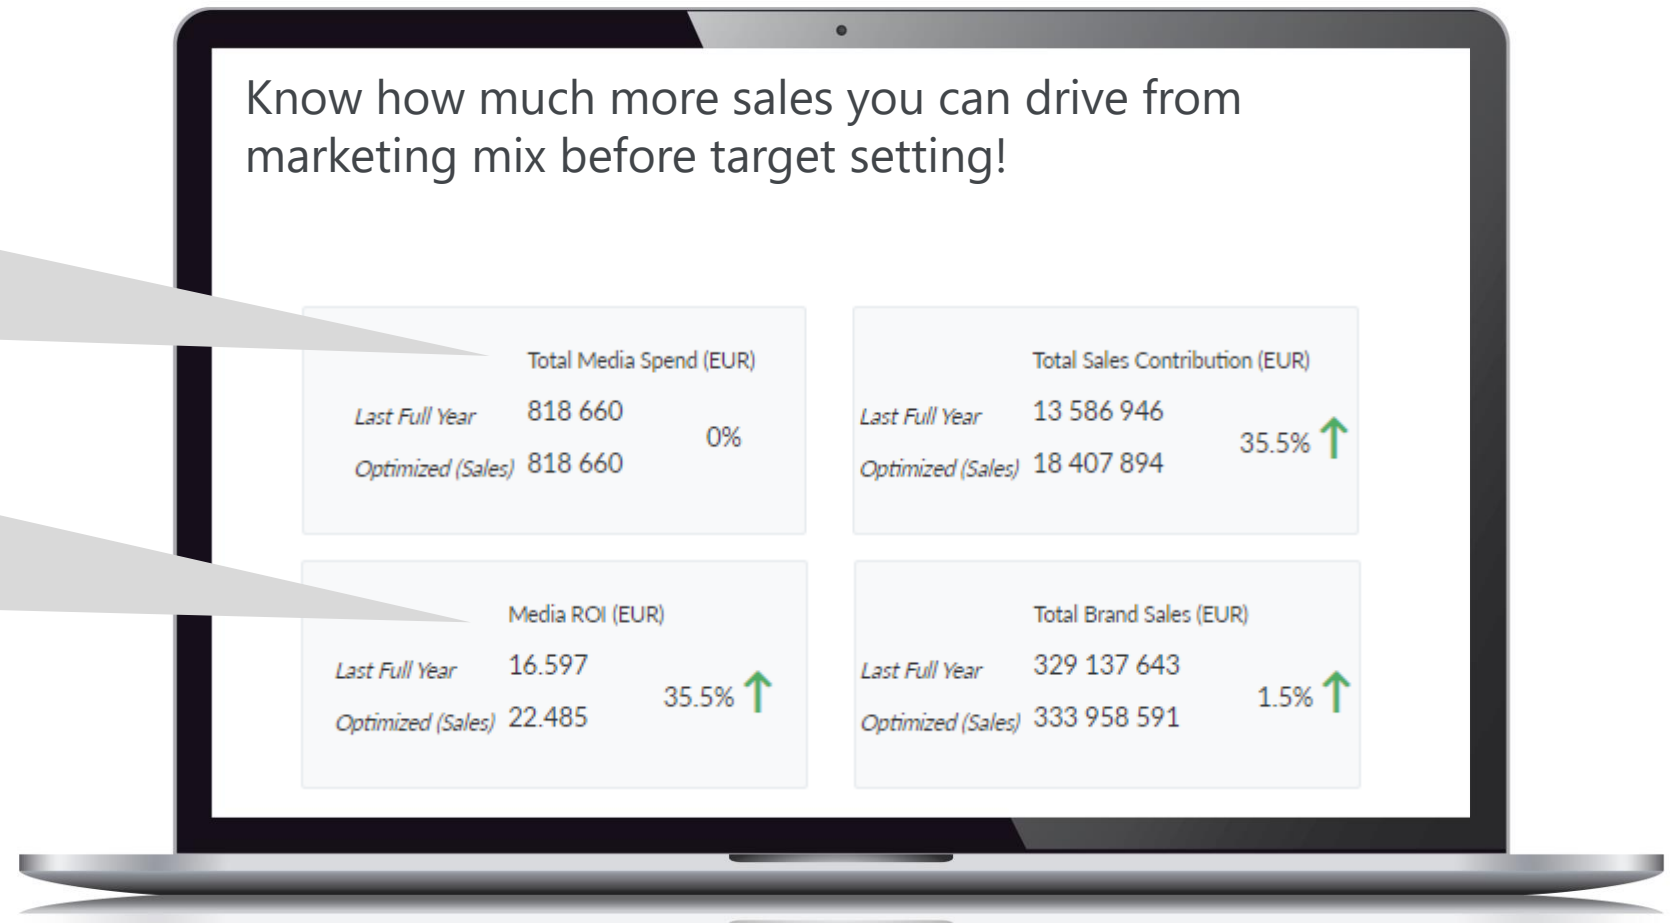 Know how much more sales you can drive from
marketing mix before target setting!
Total Media Spend (EUR)
Last Full Year 818 660
0%
Optimized (Sales) 818 660
Total Sales Contribution (EUR)
Last Full Year 13 586 946
35.5%
Optimized (Sales) 18 407 894
Media ROI (EUR)
Last Full Year 16.597
35.5%
Optimized (Sales) 22.485
Total Brand Sales (EUR)
Last Full Year 329 137 643
1.5%
Optimized (Sales) 333 958 591